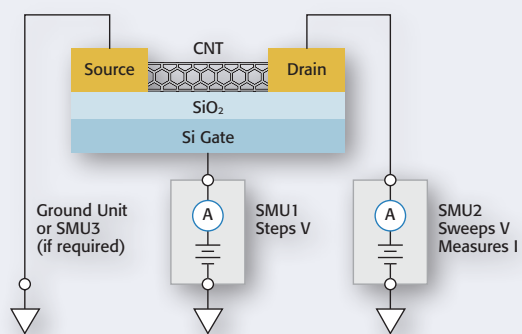 CNT
Source
Drain
SiO₂
Si Gate
Ground Unit
or SMU3
(if required)
A
SMU1
Steps V
A
SMU2
Sweeps V
Measures I